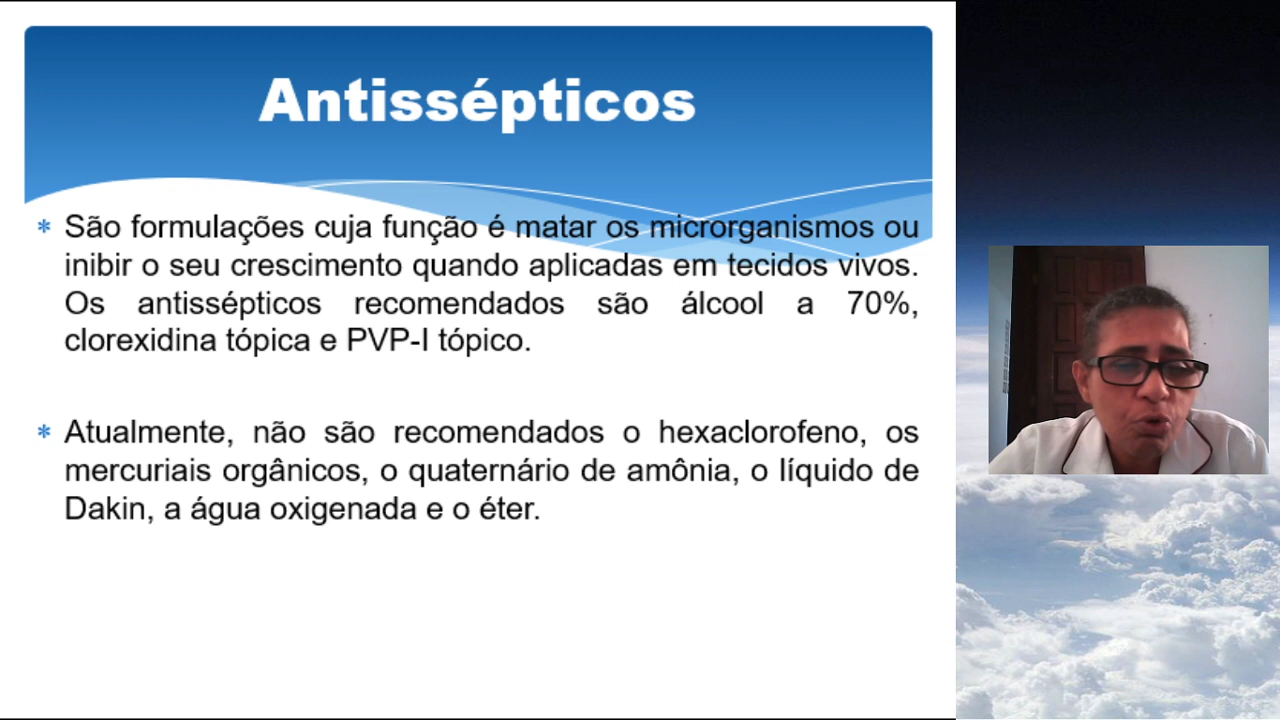 Antissépticos
São formulações cuja função é matar os microrganismos ou
inibir o seu crescimento quando aplicadas em tecidos vivos.
Os antissépticos recomendados são álcool a 70%,
clorexidina tópica e PVP-I tópico.
Atualmente, não são recomendados o hexaclorofeno, os
mercuriais orgânicos, o quaternário de amônia, o líquido de
Dakin, a água oxigenada e o éter.